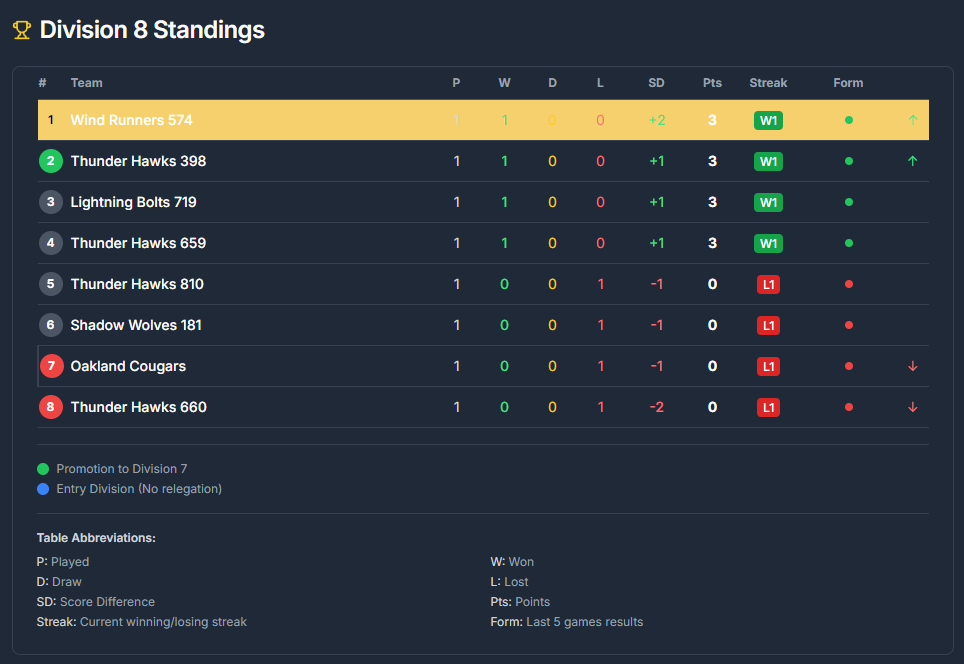 Division 8 Standings
# Team P W D L SD Pts Streak Form
1 Wind Runners 574 1 1 0 0 +2 3 W1 ↑
2 Thunder Hawks 398 1 1 0 0 +1 3 W1 ↑
3 Lightning Bolts 719 1 1 0 0 +1 3 W1
4 Thunder Hawks 659 1 1 0 0 +1 3 W1
5 Thunder Hawks 810 1 0 0 1 -1 0 L1
6 Shadow Wolves 181 1 0 0 1 -1 0 L1
7 Oakland Cougars 1 0 0 1 -1 0 L1 ↓
8 Thunder Hawks 660 1 0 0 1 -2 0 L1 ↓
Promotion to Division 7
Entry Division (No relegation)
Table Abbreviations:
P: Played W: Won
D: Draw L: Lost
SD: Score Difference Pts: Points
Streak: Current winning/losing streak Form: Last 5 games results